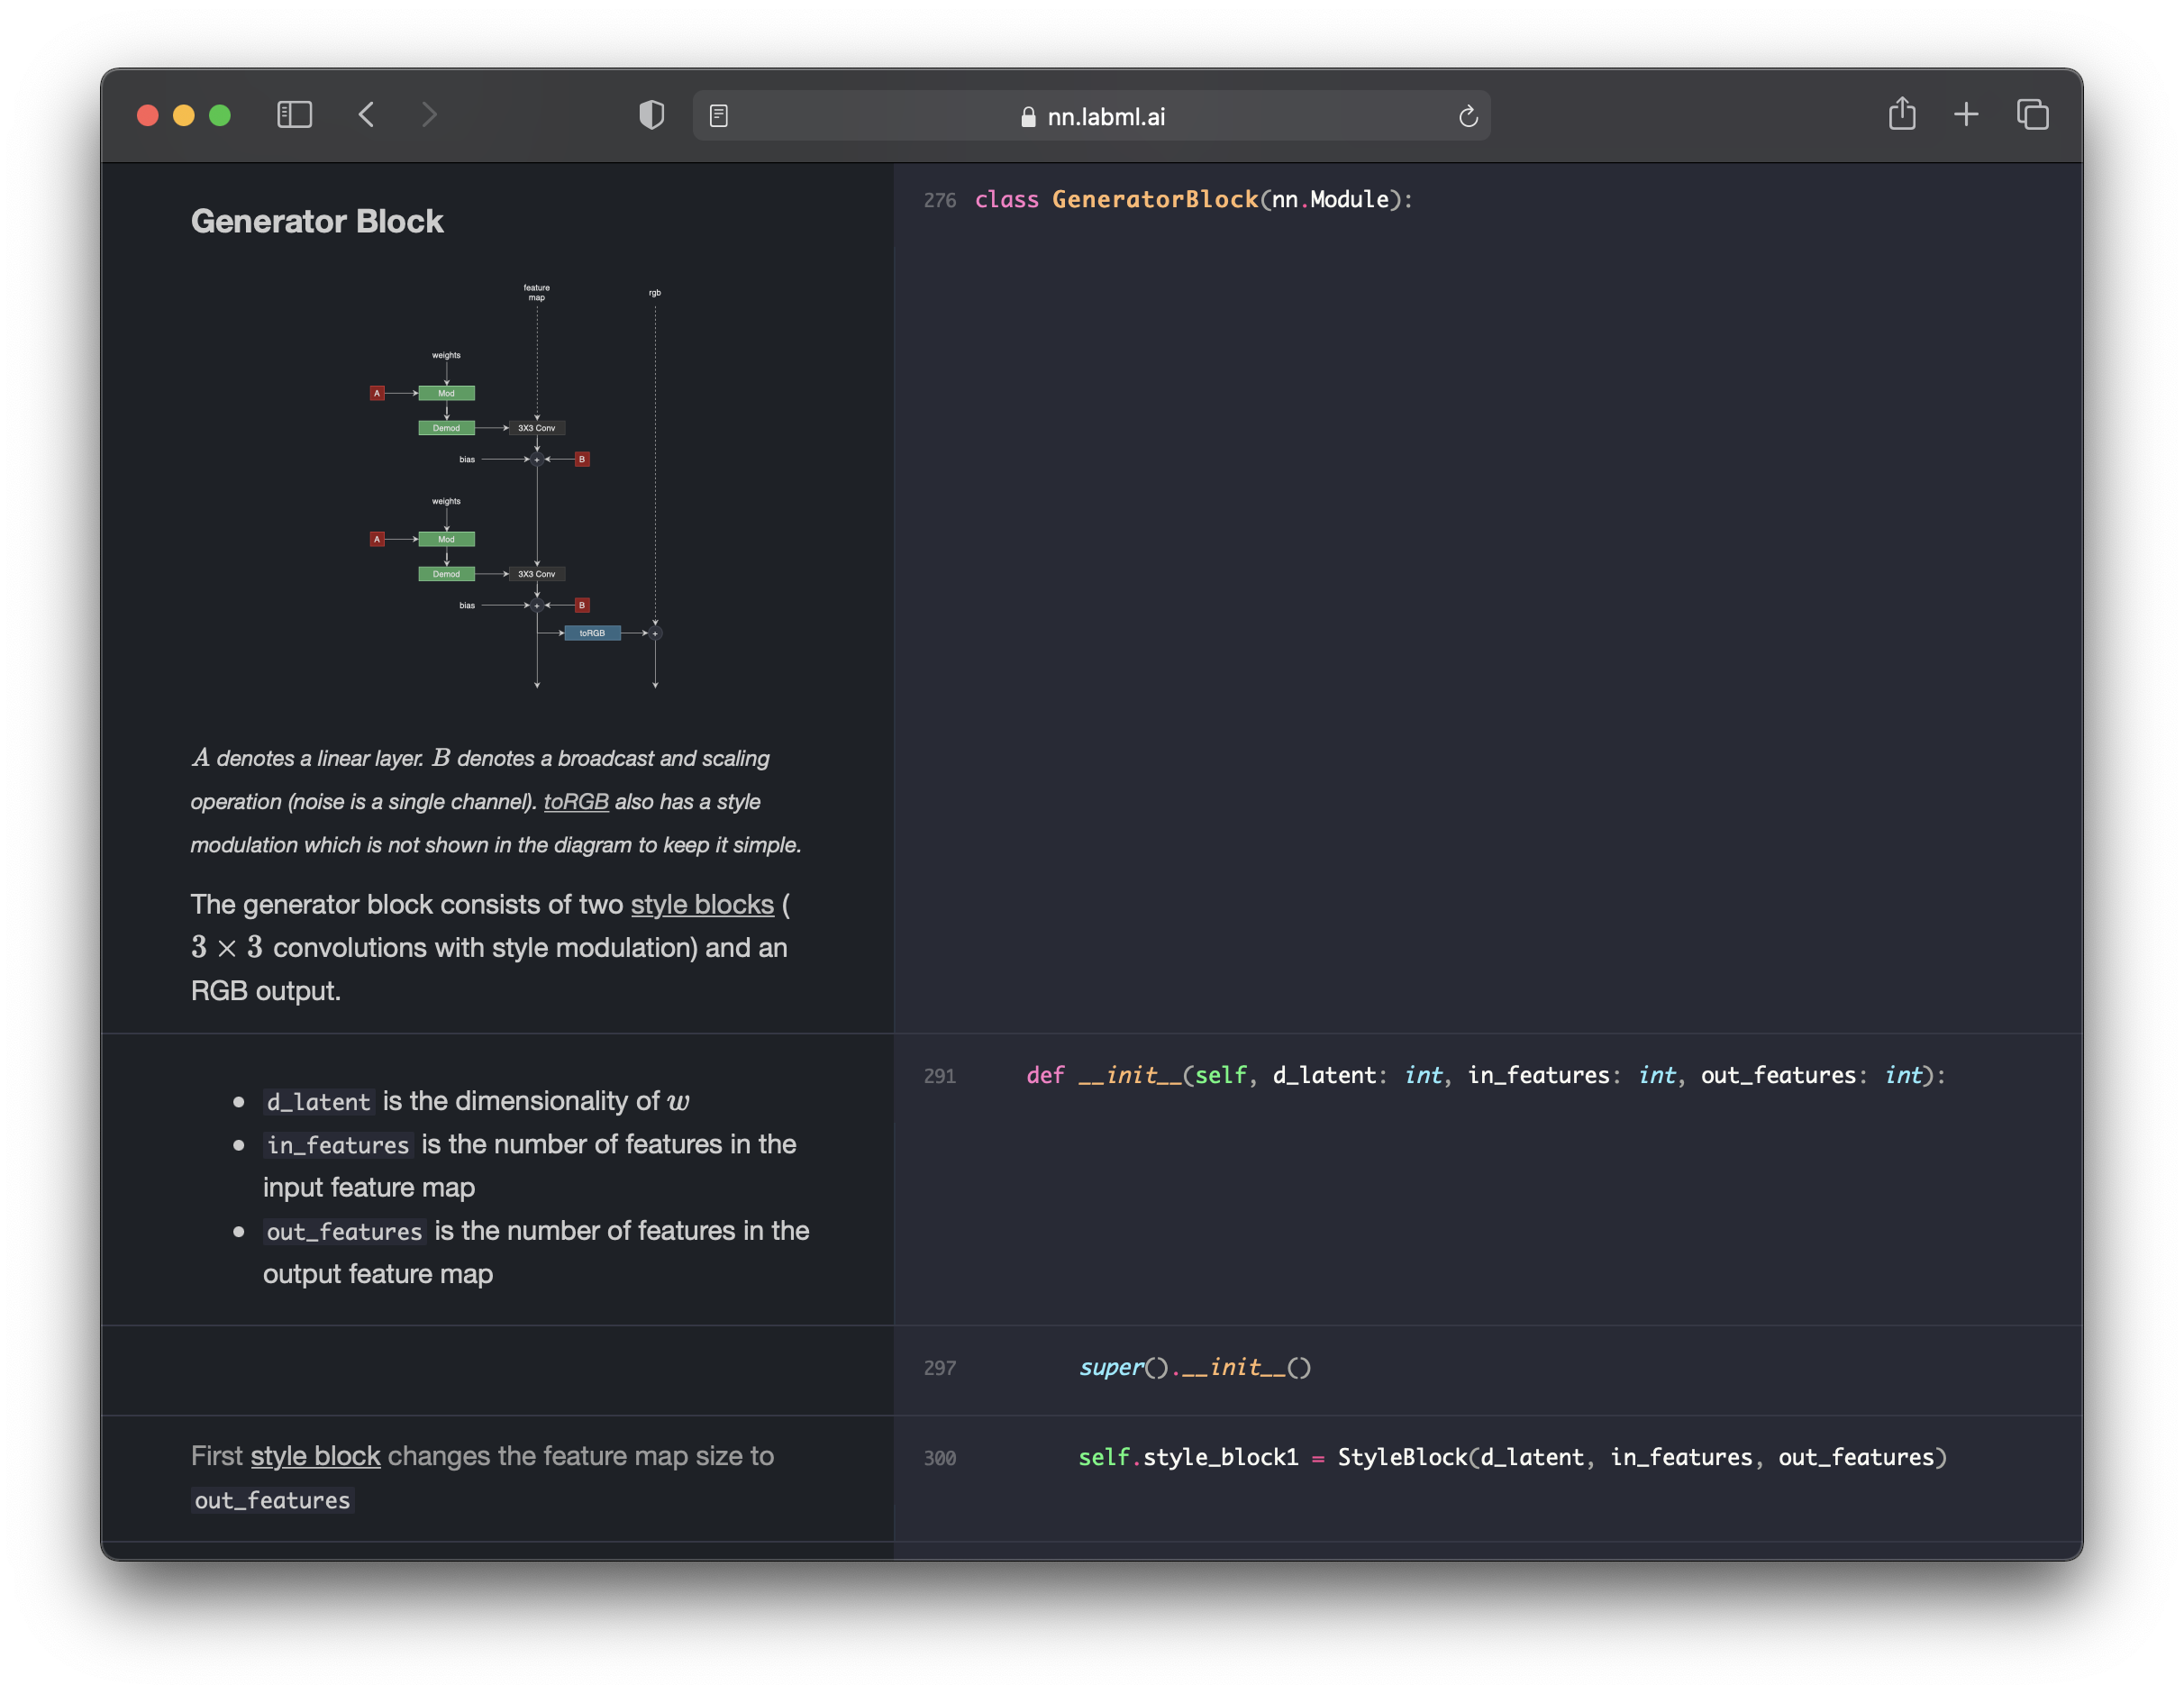 nn.labml.ai
Generator Block
feature
map
rgb
weights
A
Mod
Demod
3X3 Conv
bias
+
B
weights
A
Mod
Demod
3X3 Conv
bias
+
B
toRGB
+
A denotes a linear layer. B denotes a broadcast and scaling
operation (noise is a single channel). toRGB also has a style
modulation which is not shown in the diagram to keep it simple.
The generator block consists of two style blocks (
3 × 3 convolutions with style modulation) and an
RGB output.
276 class GeneratorBlock(nn.Module):
• d_latent is the dimensionality of w
• in_features is the number of features in the
input feature map
• out_features is the number of features in the
output feature map
291 def __init__(self, d_latent: int, in_features: int, out_features: int):
297 super().__init__()
First style block changes the feature map size to
out_features
300 self.style_block1 = StyleBlock(d_latent, in_features, out_features)